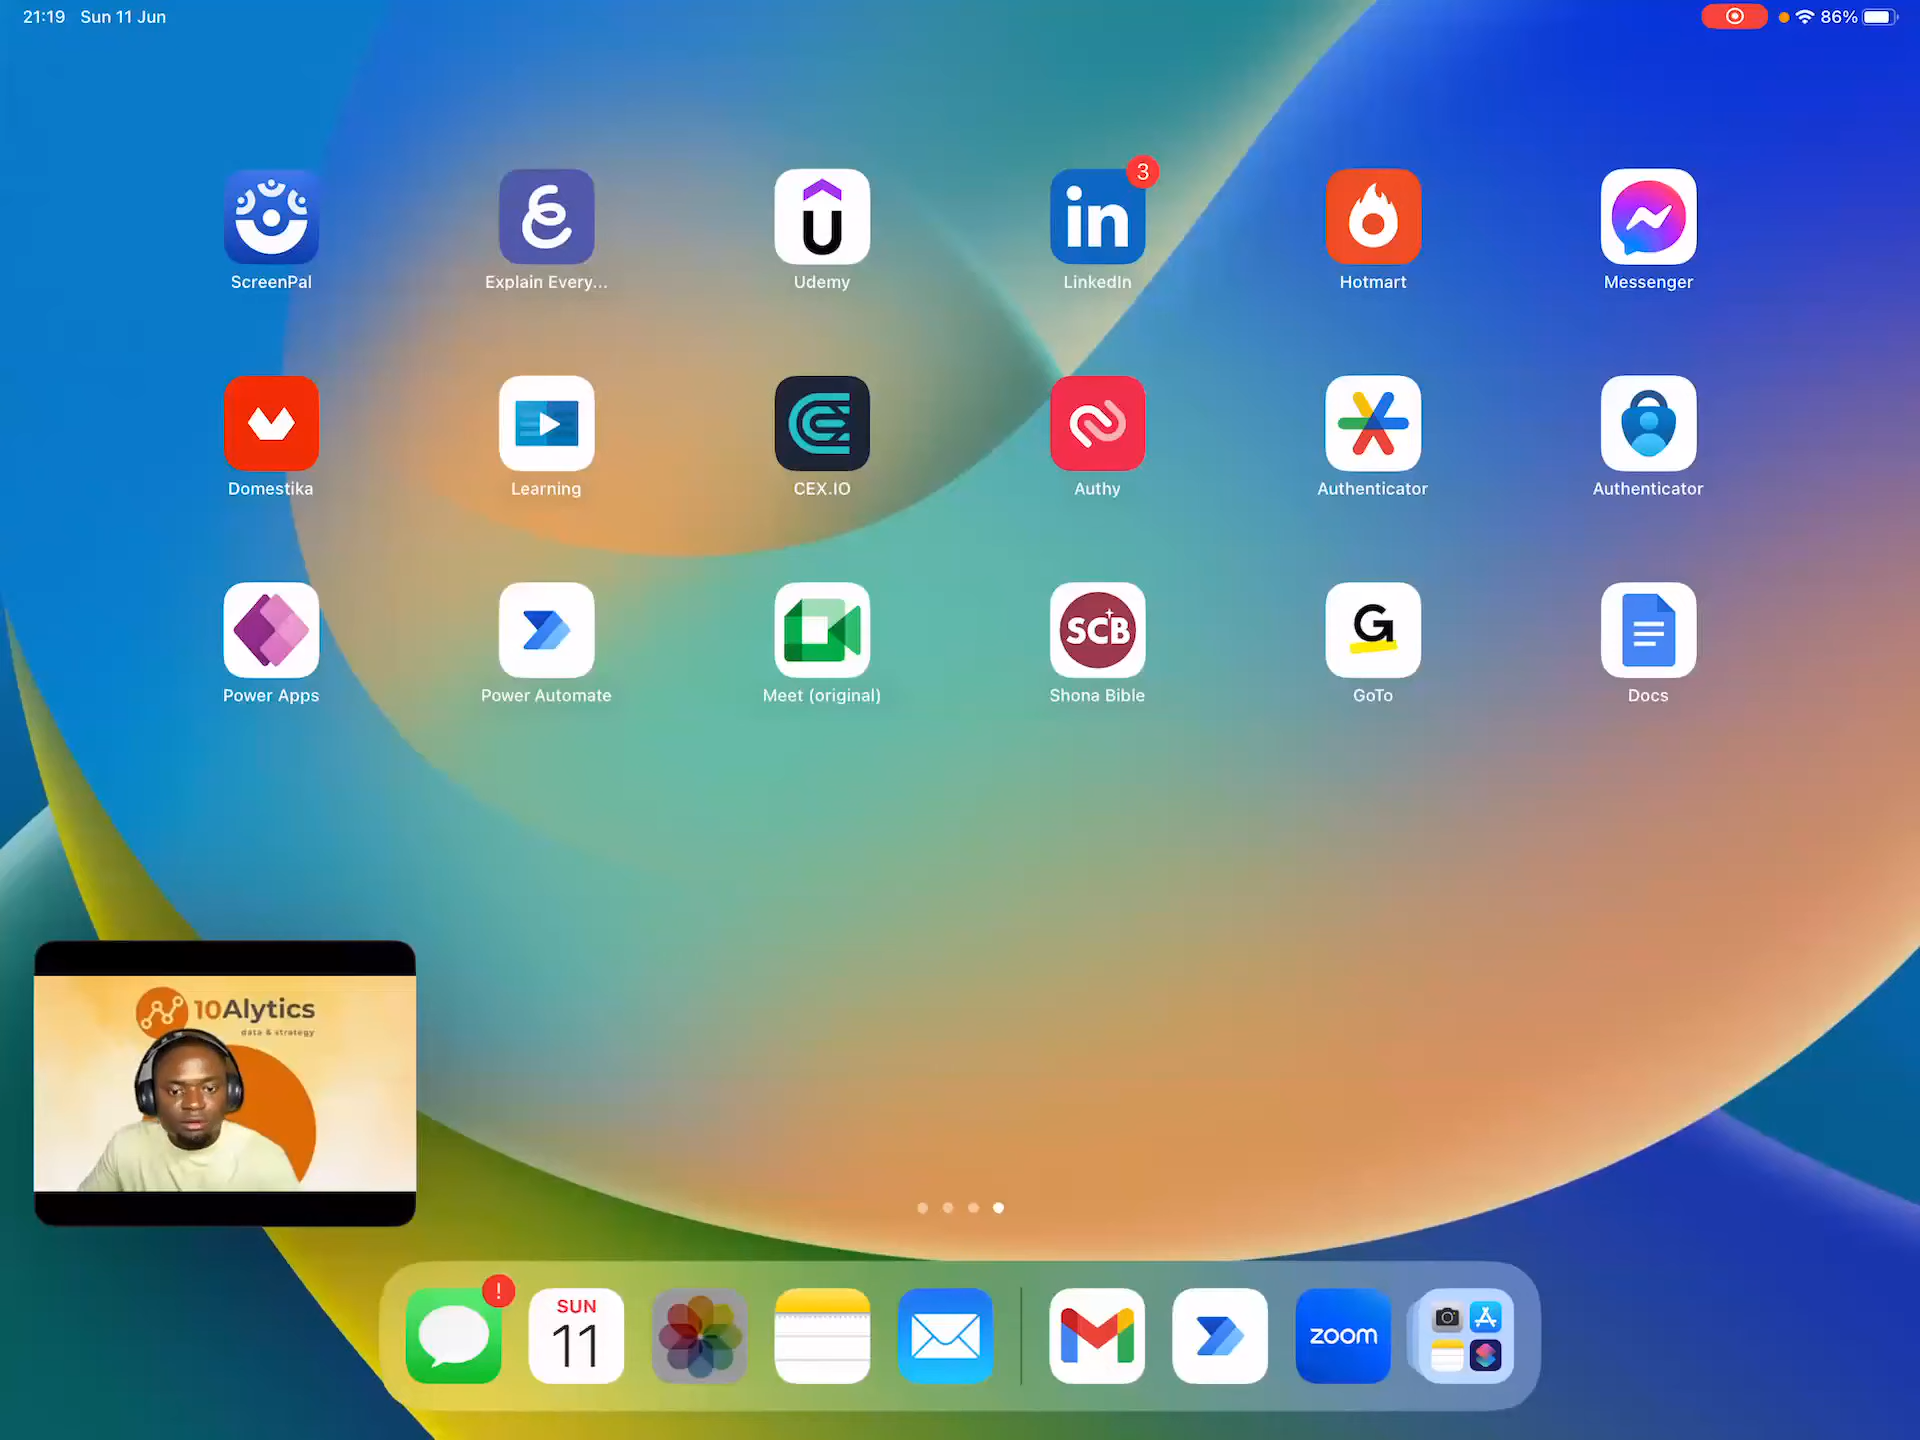 21:19 Sun 11 Jun
86%
3
ScreenPal
Explain Every...
Udemy
in
LinkedIn
Hotmart
Messenger
Domestika
Learning
CEX.IO
Authy
Authenticator
Authenticator
Power Apps
Power Automate
Meet (original)
SCB
Shona Bible
G
GoTo
Docs
10Alytics
data & strategy
!
SUN
11
zoom